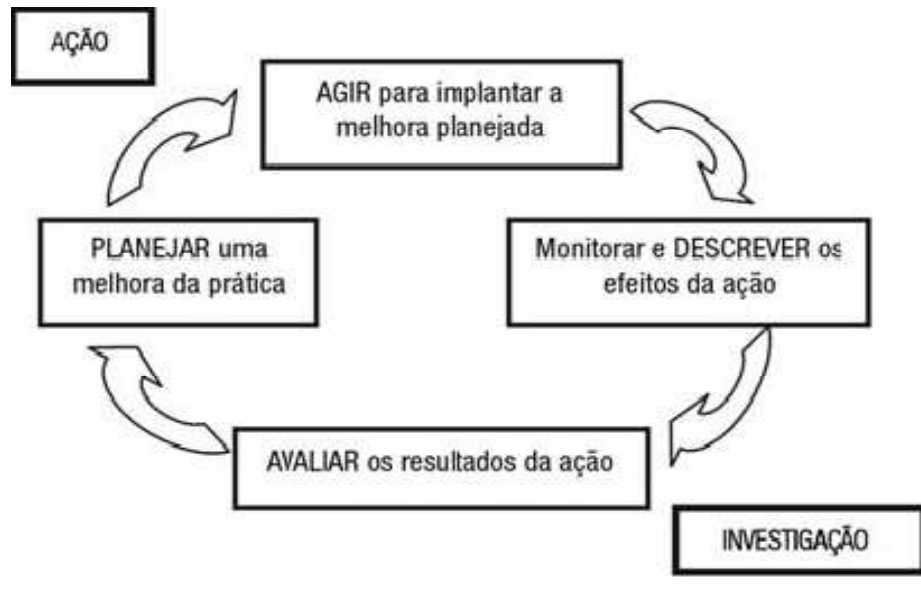 AÇÃO
AGIR para implantar a
melhora planejada
PLANEJAR uma
melhora da prática
Monitorar e DESCREVER os
efeitos da ação
AVALIAR os resultados da ação
INVESTIGAÇÃO